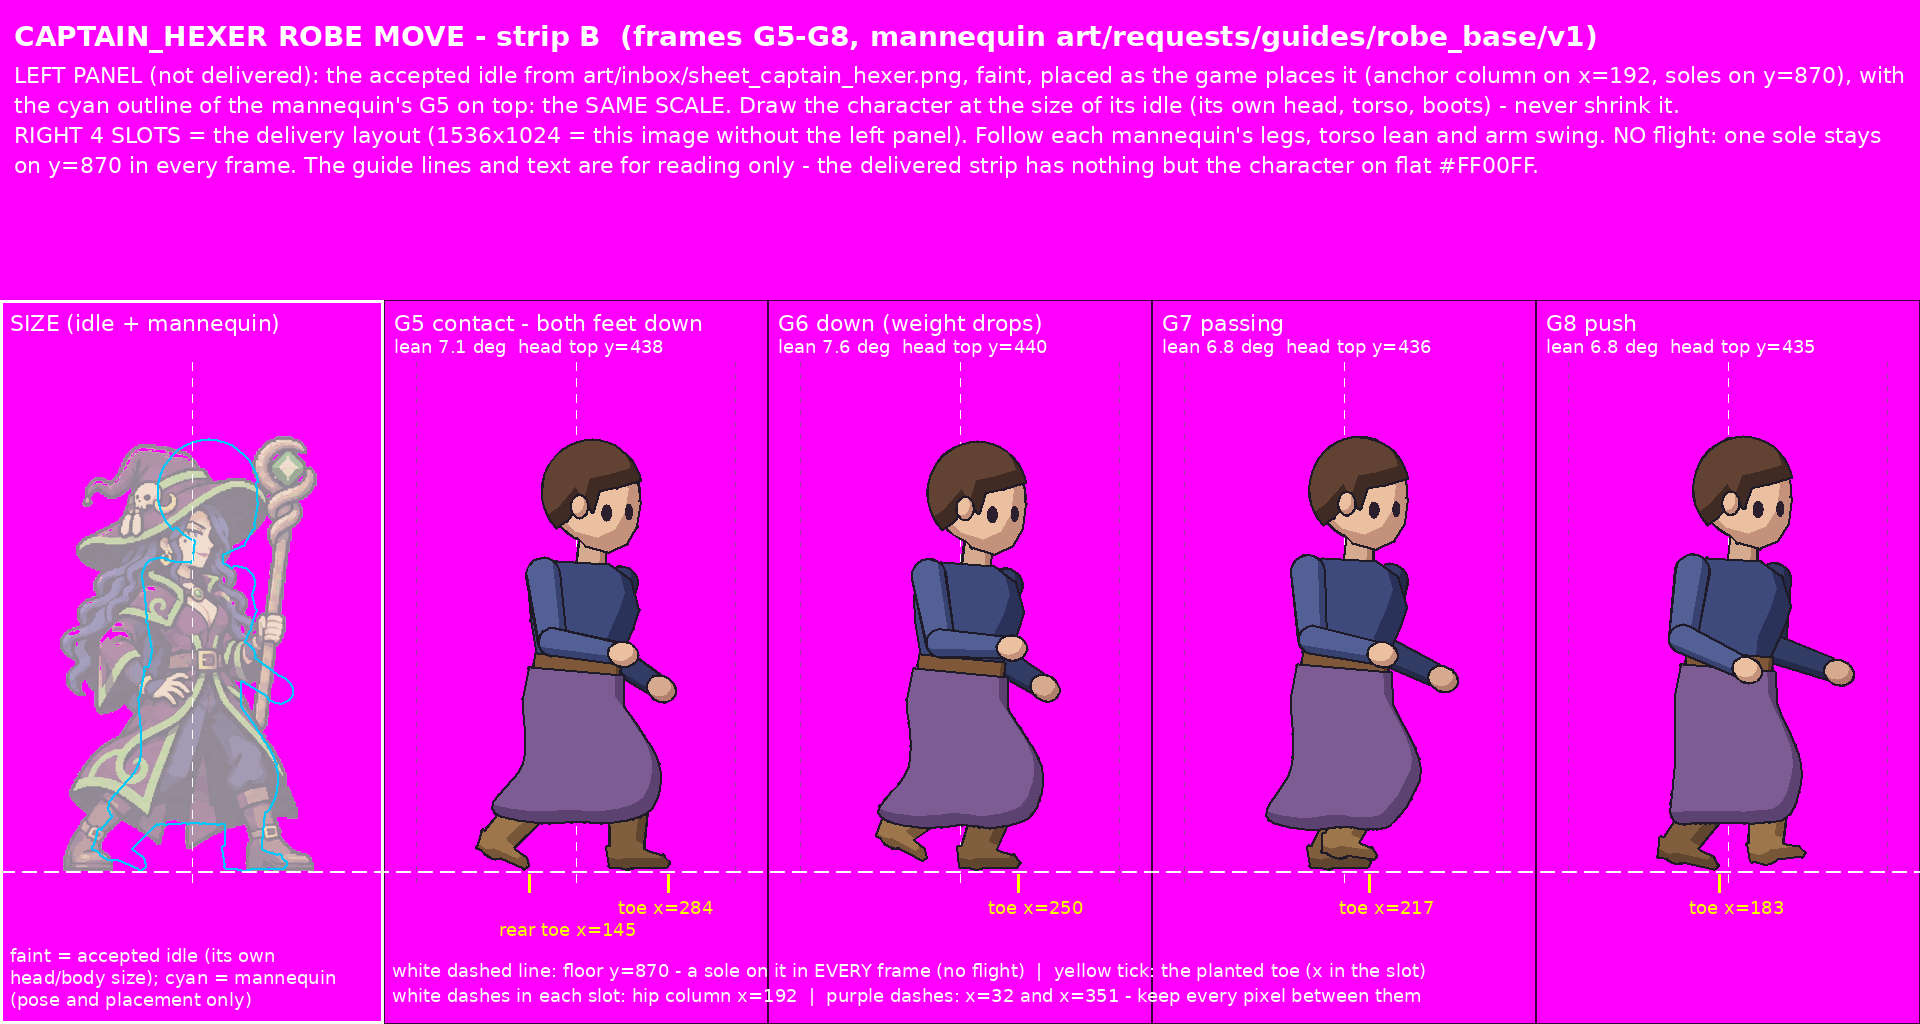 CAPTAIN_HEXER ROBE MOVE - strip B  (frames G5-G8, mannequin art/requests/guides/robe_base/v1)
LEFT PANEL (not delivered): the accepted idle from art/inbox/sheet_captain_hexer.png, faint, placed as the game places it (anchor column on x=192, soles on y=870), with
the cyan outline of the mannequin's G5 on top: the SAME SCALE. Draw the character at the size of its idle (its own head, torso, boots) - never shrink it.
RIGHT 4 SLOTS = the delivery layout (1536x1024 = this image without the left panel). Follow each mannequin's legs, torso lean and arm swing. NO flight: one sole stays
on y=870 in every frame. The guide lines and text are for reading only - the delivered strip has nothing but the character on flat #FF00FF.
SIZE (idle + mannequin)
G5 contact - both feet down
lean 7.1 deg  head top y=438
G6 down (weight drops)
lean 7.6 deg  head top y=440
G7 passing
lean 6.8 deg  head top y=436
G8 push
lean 6.8 deg  head top y=435
toe x=284
rear toe x=145
toe x=250
toe x=217
toe x=183
faint = accepted idle (its own
head/body size); cyan = mannequin
(pose and placement only)
white dashed line: floor y=870 - a sole on it in EVERY frame (no flight)  |  yellow tick: the planted toe (x in the slot)
white dashes in each slot: hip column x=192  |  purple dashes: x=32 and x=351 - keep every pixel between them